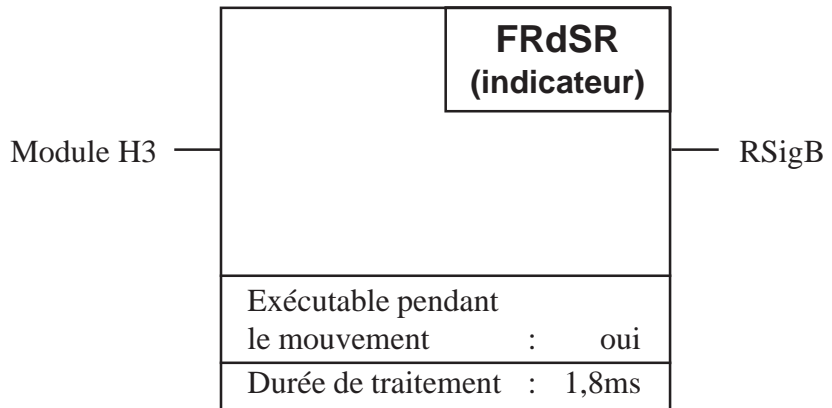 FRdSR
(indicateur)
Module H3
RSigB
Exécutable pendant
le mouvement : oui
Durée de traitement : 1,8ms